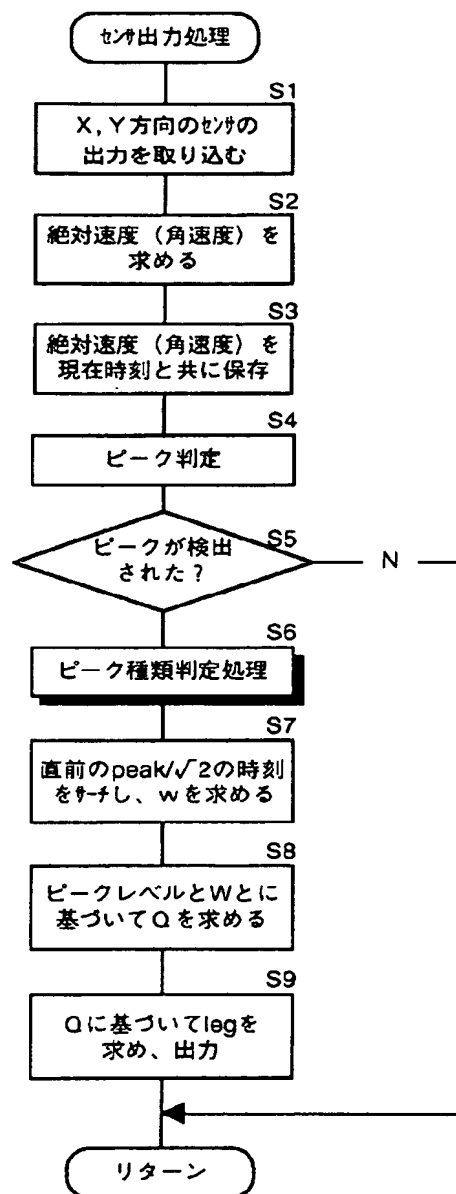 センサ出力処理
S1
X，Y方向のセンサの
出力を取り込む
S2
絶対速度（角速度）を
求める
S3
絶対速度（角速度）を
現在時刻と共に保存
S4
ピーク判定
S5
ピークが検出
された？
N
S6
ピーク種類判定処理
S7
直前のpeak/√2の時刻
をサーチし、wを求める
S8
ピークレベルとWとに
基づいてQを求める
S9
Qに基づいてlegを
求め、出力
リターン